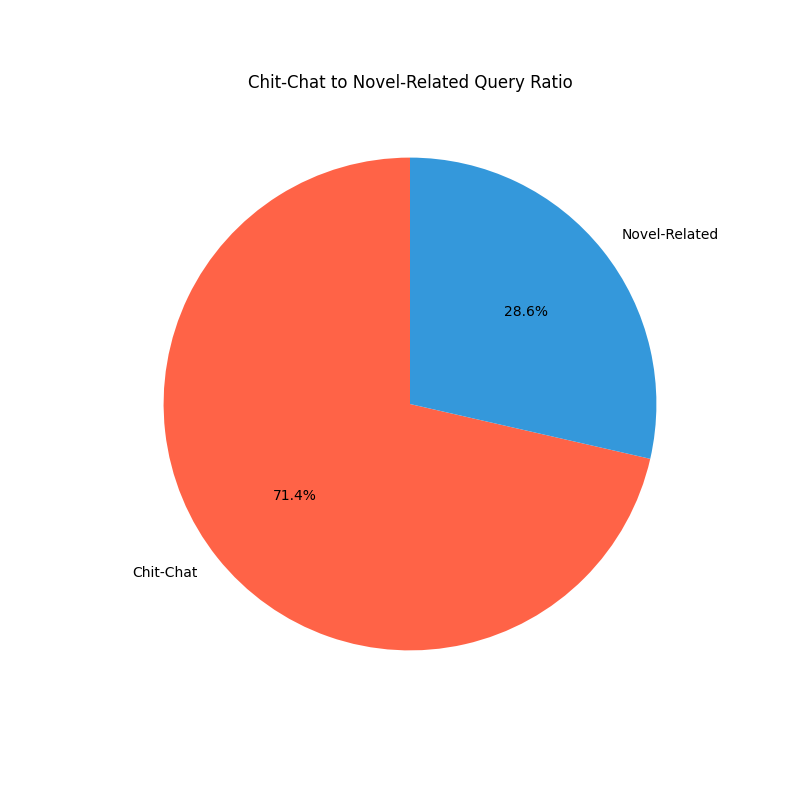 Chit-Chat to Novel-Related Query Ratio
Novel-Related
28.6%
71.4%
Chit-Chat